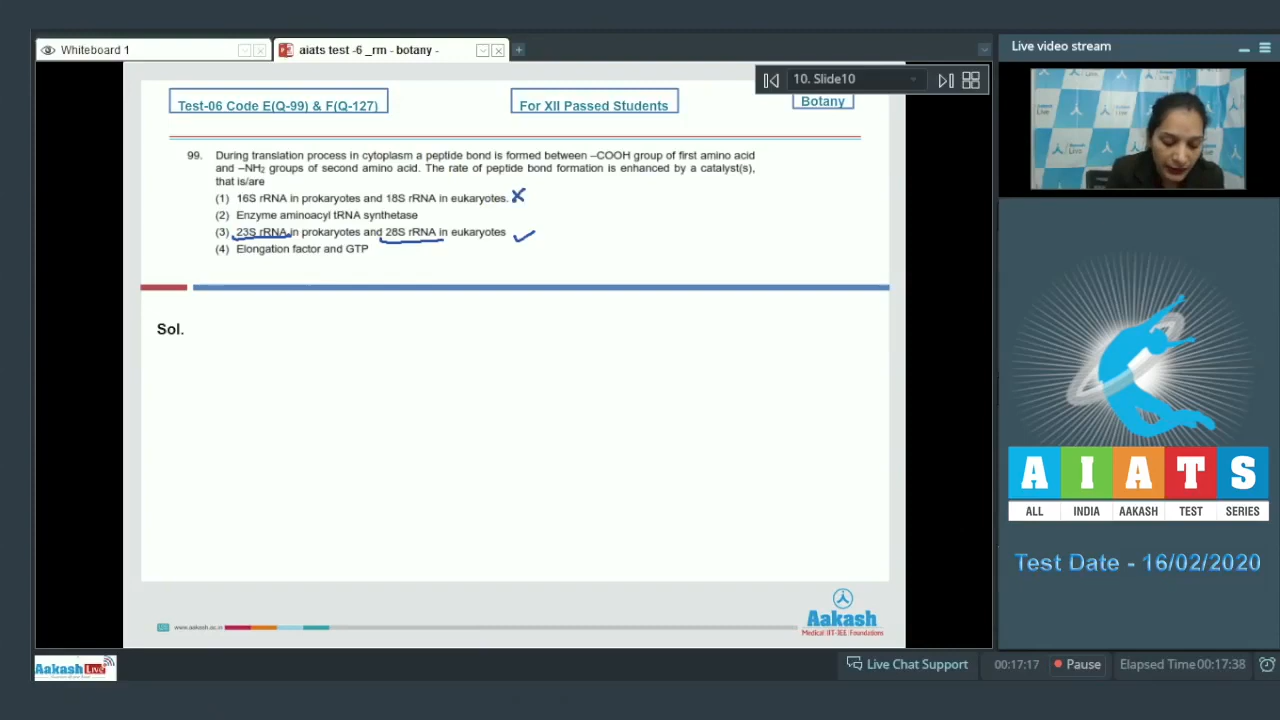 Whiteboard 1
aiats test -6 _rm - botany -
Live video stream
10. Slide10
Test-06 Code E(Q-99) & F(Q-127)
For XII Passed Students
Botany
99. During translation process in cytoplasm a peptide bond is formed between –COOH group of first amino acid
and –NH₂ groups of second amino acid. The rate of peptide bond formation is enhanced by a catalyst(s),
that is/are
(1) 16S rRNA in prokaryotes and 18S rRNA in eukaryotes.
(2) Enzyme aminoacyl tRNA synthetase
(3) 23S rRNA in prokaryotes and 28S rRNA in eukaryotes
(4) Elongation factor and GTP
Sol.
A I A T S
ALL INDIA AAKASH TEST SERIES
Test Date - 16/02/2020
www.aakash.ac.in
Aakash
Medical IIT-JEE Foundations
Aakash Live
Live Chat Support
00:17:17
Pause
Elapsed Time 00:17:38